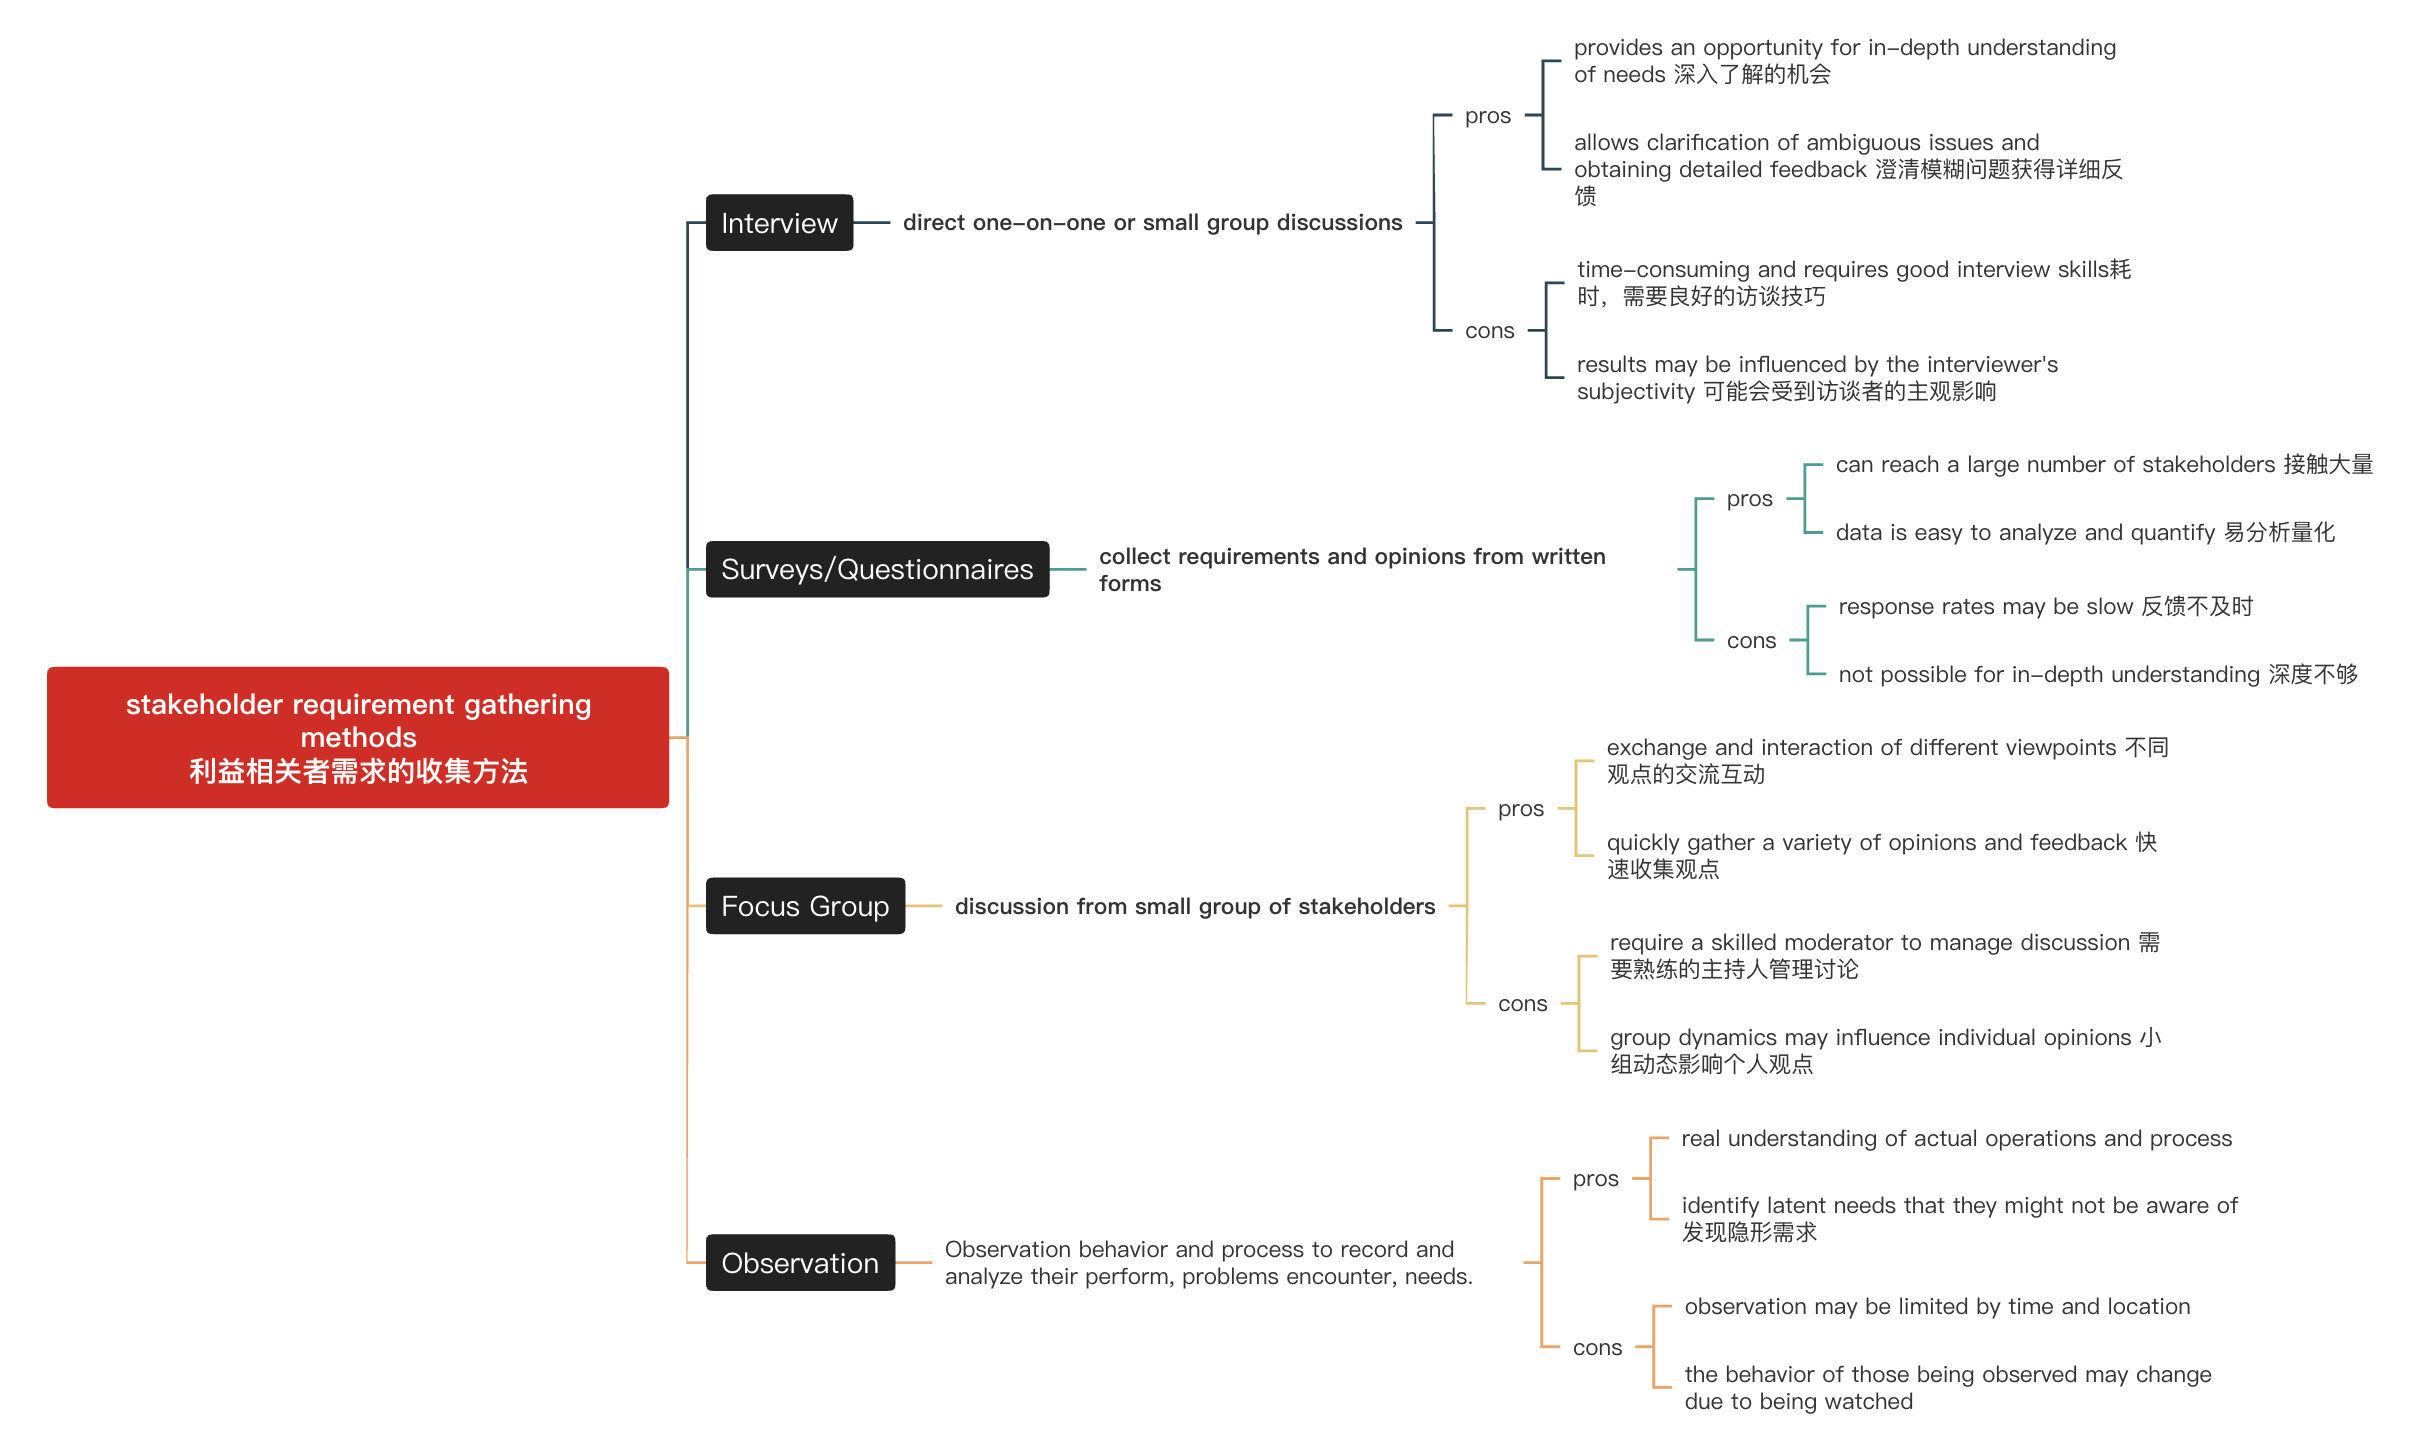 stakeholder requirement gathering
methods
利益相关者需求的收集方法
Interview
direct one-on-one or small group discussions
pros
provides an opportunity for in-depth understanding
of needs 深入了解的机会
allows clarification of ambiguous issues and
obtaining detailed feedback 澄清模糊问题获得详细反
馈
cons
time-consuming and requires good interview skills耗
时，需要良好的访谈技巧
results may be influenced by the interviewer's
subjectivity 可能会受到访谈者的主观影响
Surveys/Questionnaires
collect requirements and opinions from written
forms
pros
can reach a large number of stakeholders 接触大量
data is easy to analyze and quantify 易分析量化
cons
response rates may be slow 反馈不及时
not possible for in-depth understanding 深度不够
Focus Group
discussion from small group of stakeholders
pros
exchange and interaction of different viewpoints 不同
观点的交流互动
quickly gather a variety of opinions and feedback 快
速收集观点
cons
require a skilled moderator to manage discussion 需
要熟练的主持人管理讨论
group dynamics may influence individual opinions 小
组动态影响个人观点
Observation
Observation behavior and process to record and
analyze their perform, problems encounter, needs.
pros
real understanding of actual operations and process
identify latent needs that they might not be aware of
发现隐形需求
cons
observation may be limited by time and location
the behavior of those being observed may change
due to being watched